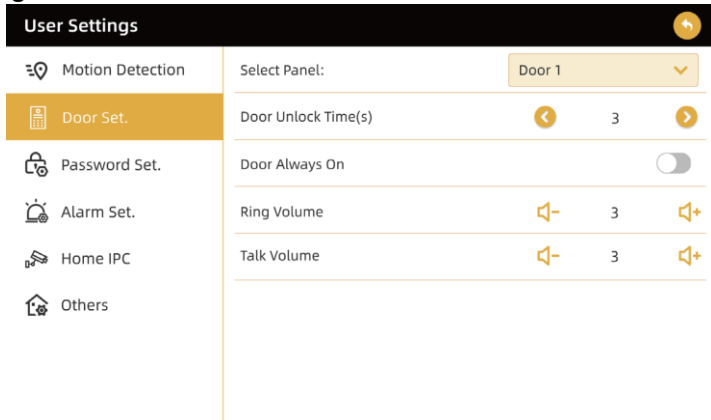 User Settings
Motion Detection
Door Set.
Password Set.
Alarm Set.
Home IPC
Others
Select Panel: Door 1
Door Unlock Time(s) 3
Door Always On
Ring Volume 3
Talk Volume 3